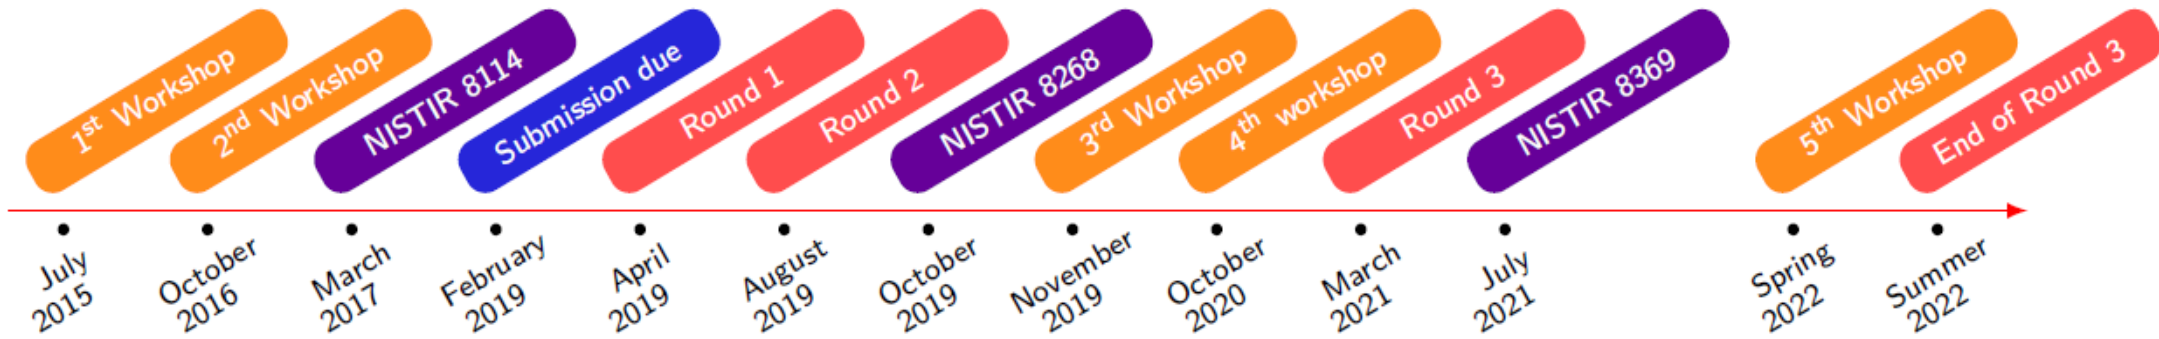 1st Workshop
2nd Workshop
NISTIR 8114
Submission due
Round 1
Round 2
NISTIR 8268
3rd Workshop
4th workshop
Round 3
NISTIR 8369
5th Workshop
End of Round 3
July
2015
October
2016
March
2017
February
2019
April
2019
August
2019
October
2019
November
2019
October
2020
March
2021
July
2021
Spring
2022
Summer
2022